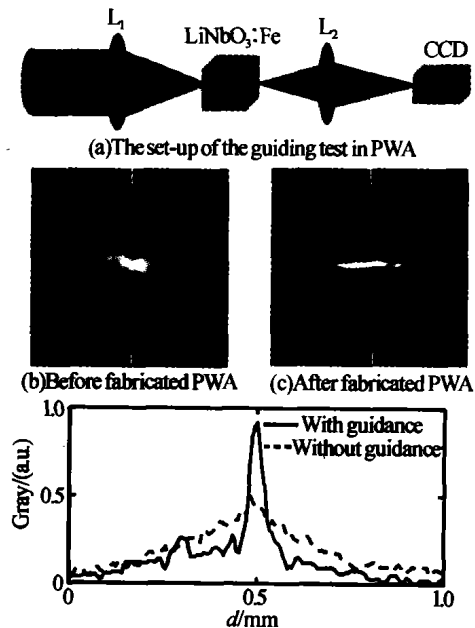 L₁
LiNbO₃:Fe
L₂
CCD
(a)The set-up of the guiding test in PWA
(b)Before fabricated PWA
(c)After fabricated PWA
1.0
With guidance
Without guidance
0.5
Gray/(a.u.)
0
0
0.5
1.0
d/mm